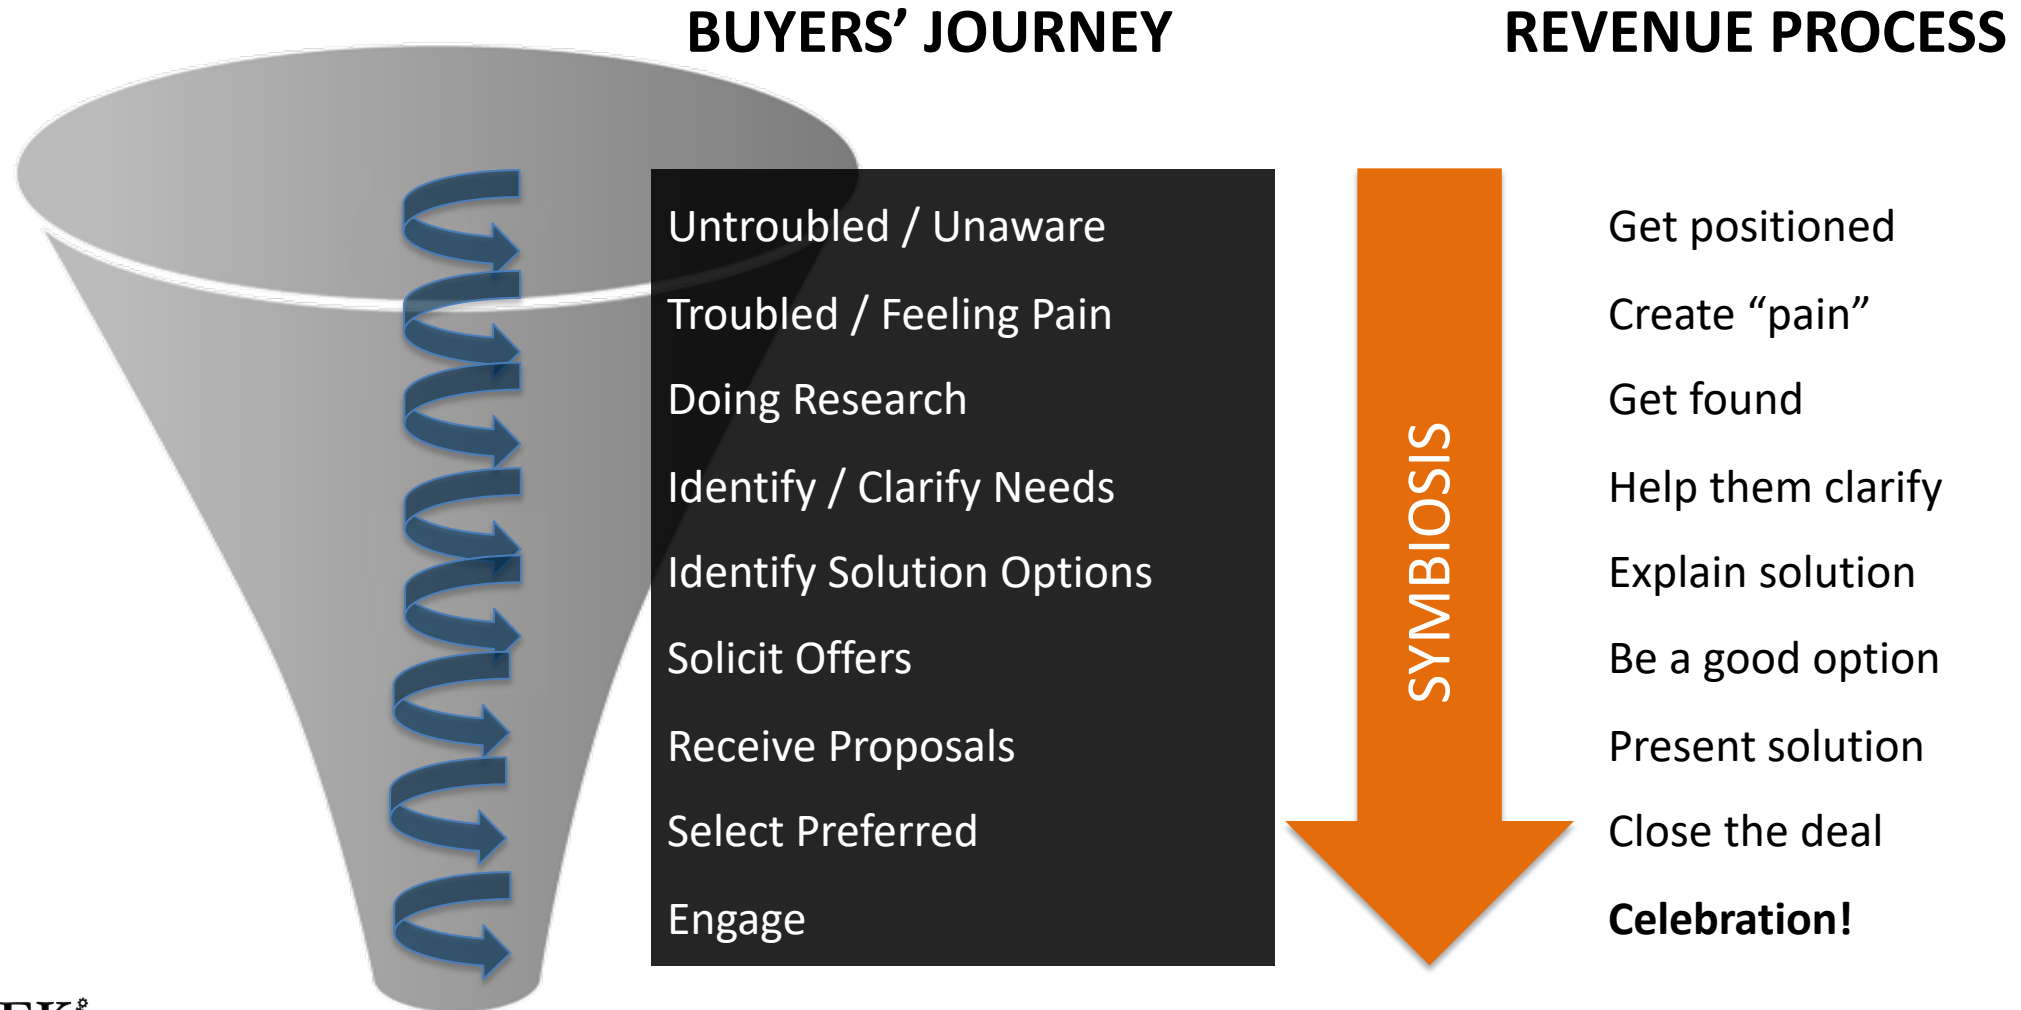 BUYERS’ JOURNEY
REVENUE PROCESS
Untroubled / Unaware
Troubled / Feeling Pain
Doing Research
Identify / Clarify Needs
Identify Solution Options
Solicit Offers
Receive Proposals
Select Preferred
Engage
SYMBIOSIS
Get positioned
Create “pain”
Get found
Help them clarify
Explain solution
Be a good option
Present solution
Close the deal
Celebration!